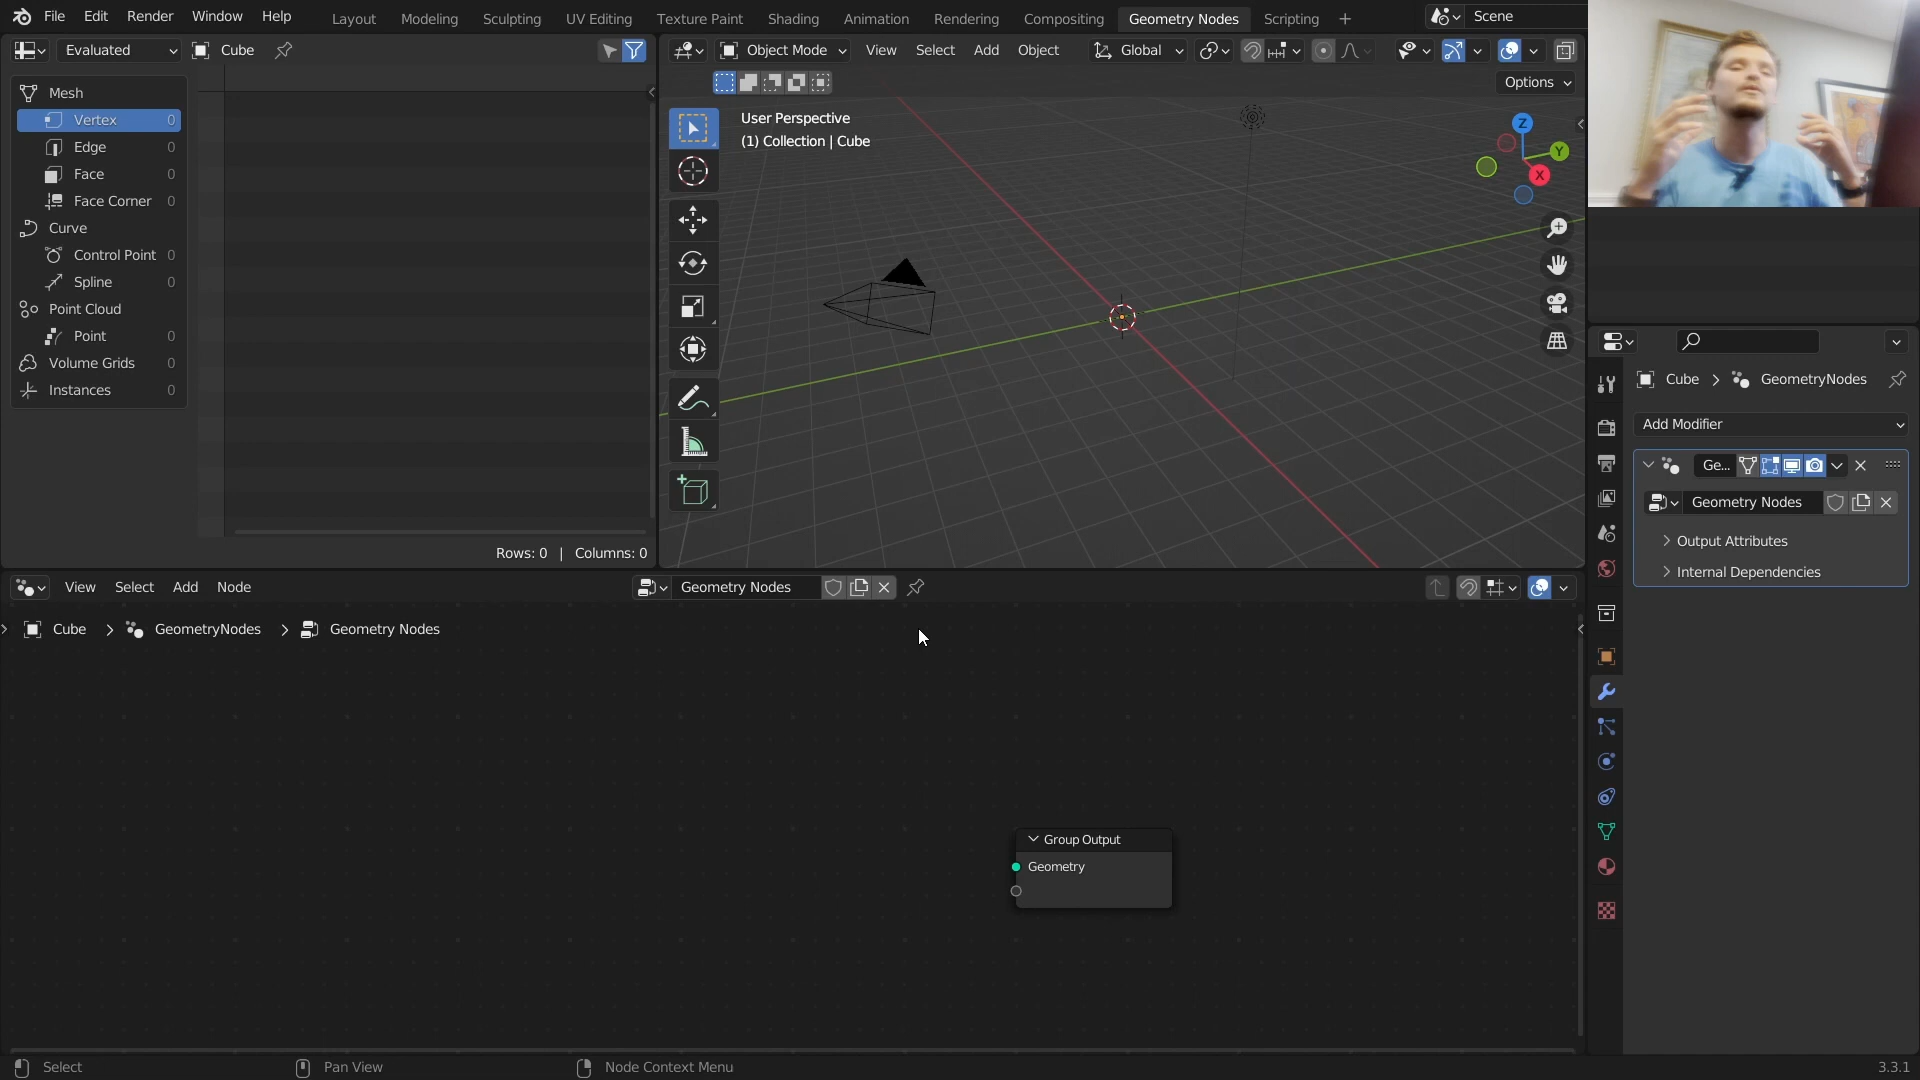 File Edit Render Window Help
Layout Modeling Sculpting UV Editing Texture Paint Shading Animation Rendering Compositing Geometry Nodes Scripting +
Scene
Evaluated Cube
Object Mode View Select Add Object Global
Options
Mesh
Vertex 0
Edge 0
Face 0
Face Corner 0
Curve
Control Point 0
Spline 0
Point Cloud
Point 0
Volume Grids 0
Instances 0
Rows: 0 | Columns: 0
User Perspective
(1) Collection | Cube
Z
Y
X
Cube > GeometryNodes
Add Modifier
Ge...
Geometry Nodes
Output Attributes
Internal Dependencies
View Select Add Node
Geometry Nodes
Cube > GeometryNodes > Geometry Nodes
Group Output
Geometry
Select Pan View Node Context Menu
3.3.1